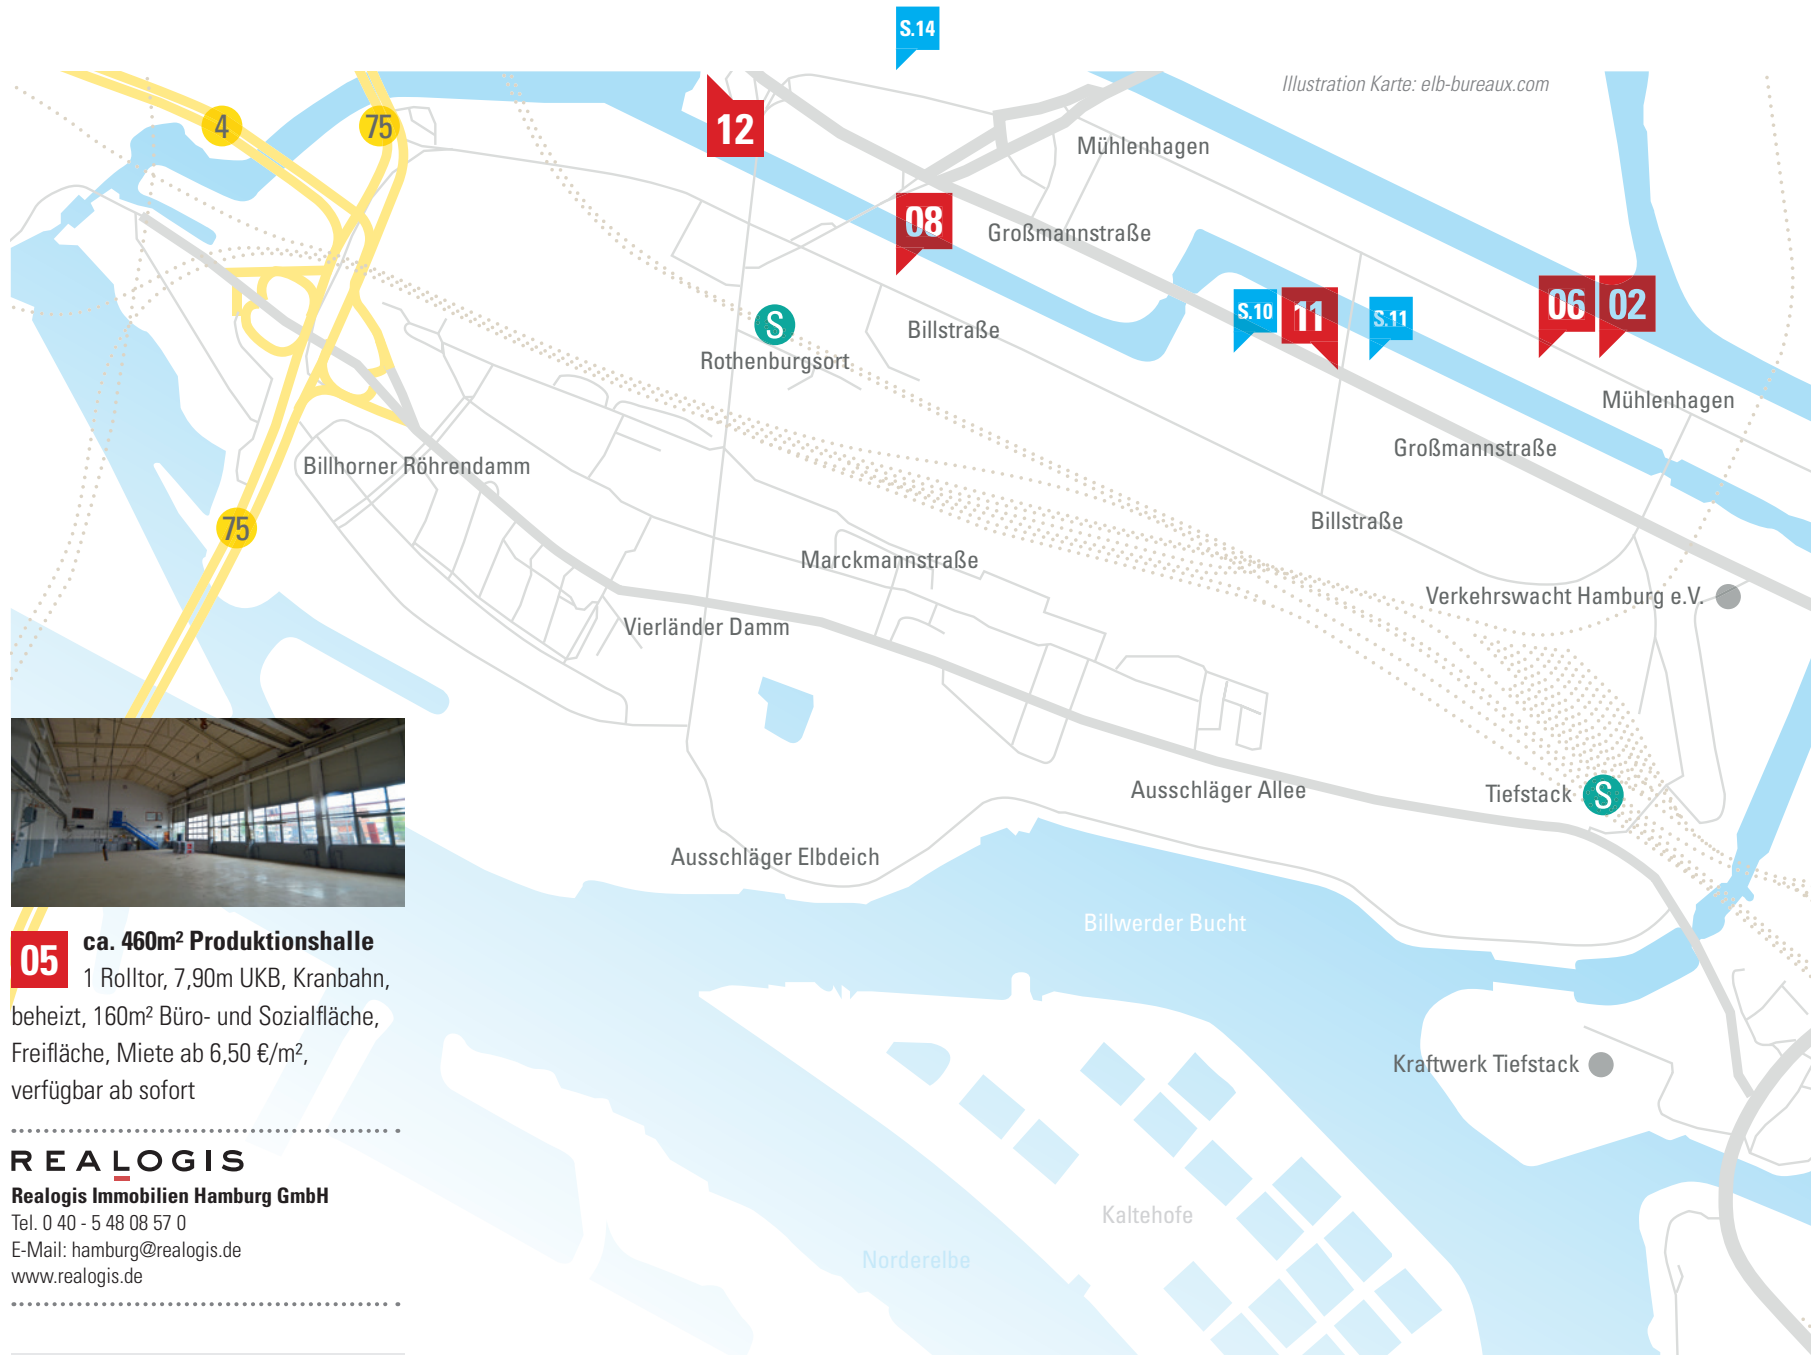 S.14
Illustration Karte: elb-bureaux.com
4
75
12
Mühlenhagen
08
Großmannstraße
S.10
11
S.11
06
02
Billstraße
S
Rothenburgsort
Mühlenhagen
Großmannstraße
Billhorner Röhrendamm
75
Billstraße
Marckmannstraße
Verkehrswacht Hamburg e.V.
Vierländer Damm
Ausschläger Allee
Tiefstack
S
Ausschläger Elbdeich
Billwerder Bucht
Kraftwerk Tiefstack
Kaltehofe
Norderelbe
05
ca. 460m² Produktionshalle
1 Rolltor, 7,90m UKB, Kranbahn,
beheizt, 160m² Büro- und Sozialfläche,
Freifläche, Miete ab 6,50 €/m²,
verfügbar ab sofort
REALOGIS
Realogis Immobilien Hamburg GmbH
Tel. 0 40 - 5 48 08 57 0
E-Mail: hamburg@realogis.de
www.realogis.de